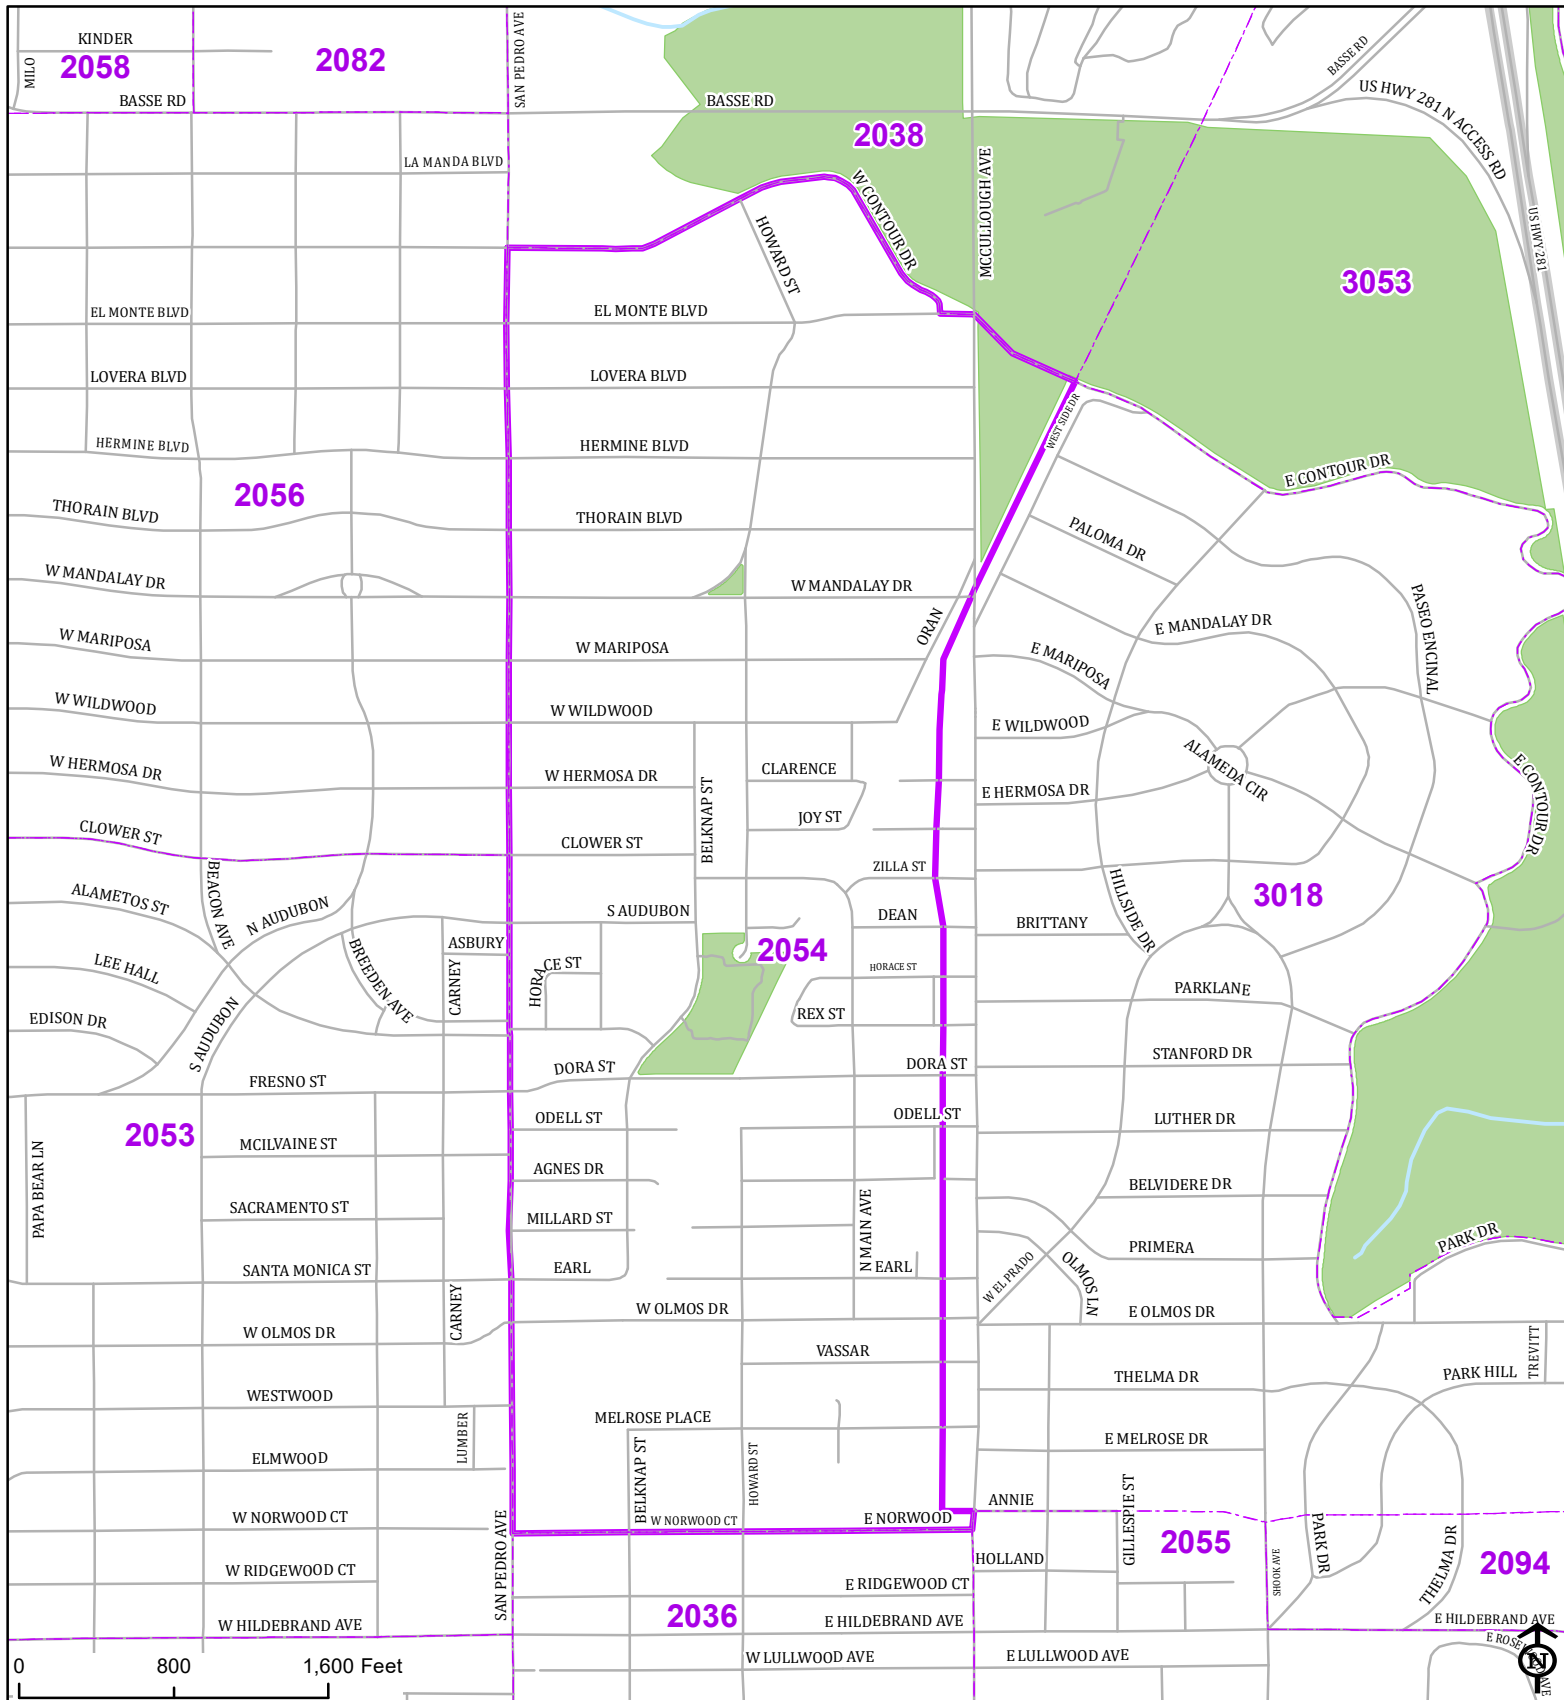 KINDER
2058
2082
MILO
SAN PEDRO AVE
BASSE RD
BASSE RD
BASSE RD
US HWY 281 N ACCESS RD
2038
LA MANDA BLVD
MCCULLOUGH AVE
W CONTOUR DR
HOWARD ST
US HWY 281
3053
EL MONTE BLVD
EL MONTE BLVD
LOVERA BLVD
LOVERA BLVD
WEST SIDE DR
HERMINE BLVD
HERMINE BLVD
E CONTOUR DR
2056
THORAIN BLVD
THORAIN BLVD
PALOMA DR
W MANDALAY DR
W MANDALAY DR
PASEO ENCINAL
ORAN
E MANDALAY DR
W MARIPOSA
W MARIPOSA
E MARIPOSA
W WILDWOOD
W WILDWOOD
E WILDWOOD
W HERMOSA DR
W HERMOSA DR
CLARENCE
ALAMEDA CIR
E HERMOSA DR
E CONTOUR DR
BELKNAP ST
JOY ST
CLOWER ST
CLOWER ST
ZILLA ST
BEACON AVE
ALAMETOS ST
N AUDUBON
S AUDUBON
DEAN
HILLSIDE DR
3018
BRITTANY
ASBURY
2054
LEE HALL
BREEDEN AVE
CARNEY
HORACE ST
HORACE ST
PARKLANE
EDISON DR
S AUDUBON
REX ST
STANFORD DR
DORA ST
DORA ST
FRESNO ST
ODELL ST
ODELL ST
LUTHER DR
2053
MCILVAINE ST
PAPA BEAR LN
AGNES DR
BELVIDERE DR
SACRAMENTO ST
MILLARD ST
N MAIN AVE
PARK DR
PRIMERA
SANTA MONICA ST
EARL
EARL
W EL PRADO
OLMOS LN
CARNEY
W OLMOS DR
W OLMOS DR
E OLMOS DR
VASSAR
TREVITT
THELMA DR
PARK HILL
WESTWOOD
MELROSE PLACE
LUMBER
E MELROSE DR
ELMWOOD
BELKNAP ST
HOWARD ST
GILLESPIE ST
ANNIE
W NORWOOD CT
W NORWOOD CT
E NORWOOD
2055
PARK DR
THELMA DR
2094
SAN PEDRO AVE
HOLLAND
SHOOK AVE
W RIDGEWOOD CT
E RIDGEWOOD CT
2036
W HILDEBRAND AVE
E HILDEBRAND AVE
E HILDEBRAND AVE
W LULLWOOD AVE
E LULLWOOD AVE
N
0 800 1,600 Feet